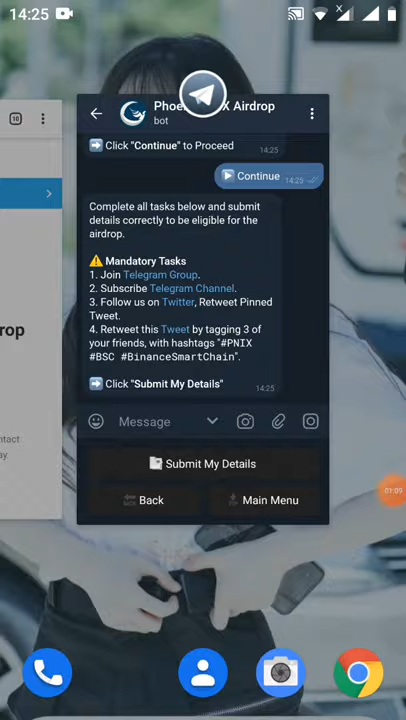 14:25
Phoe X Airdrop
bot
➡ Click "Continue" to Proceed
14:25
▶ Continue
14:25
Complete all tasks below and submit
details correctly to be eligible for the
airdrop.
⚠ Mandatory Tasks
1. Join Telegram Group.
2. Subscribe Telegram Channel.
3. Follow us on Twitter, Retweet Pinned
Tweet.
4. Retweet this Tweet by tagging 3 of
your friends, with hashtags "#PNIX
#BSC #BinanceSmartChain".
➡ Click "Submit My Details"
14:25
Message
Submit My Details
Back
Main Menu
rop
ntact
ay.
01:09